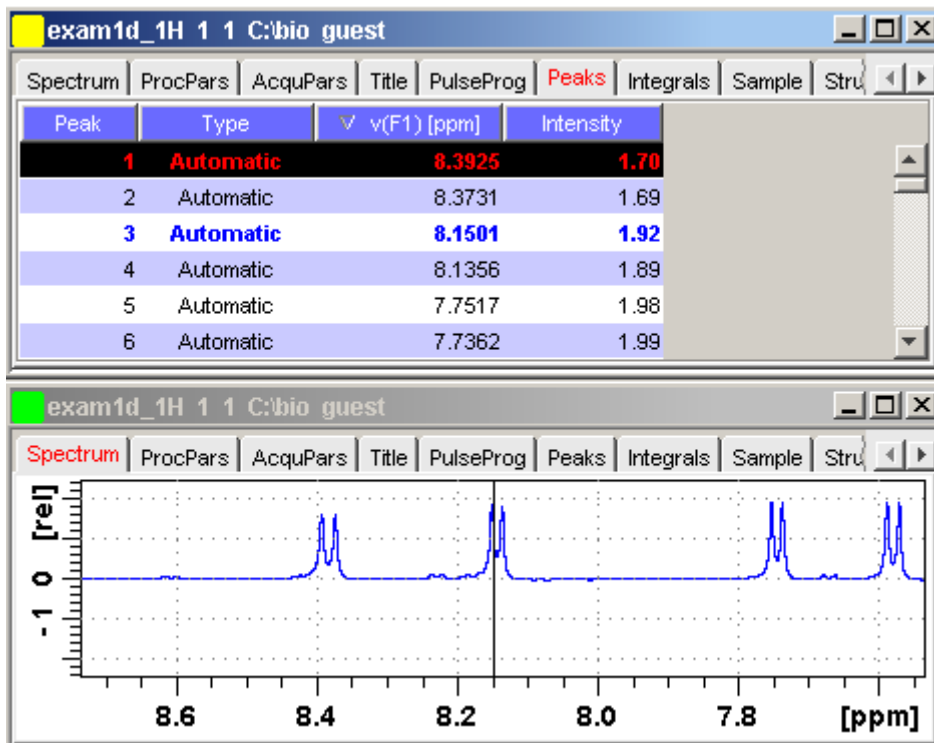 exam1d_1H 1 1 C:\bio guest
Spectrum ProcPars AcquPars Title PulseProg Peaks Integrals Sample Stru
Peak Type v(F1) [ppm] Intensity
1 Automatic 8.3925 1.70
2 Automatic 8.3731 1.69
3 Automatic 8.1501 1.92
4 Automatic 8.1356 1.89
5 Automatic 7.7517 1.98
6 Automatic 7.7362 1.99
exam1d_1H 1 1 C:\bio guest
Spectrum ProcPars AcquPars Title PulseProg Peaks Integrals Sample Stru
[rel]
0
- 1
8.6 8.4 8.2 8.0 7.8 [ppm]